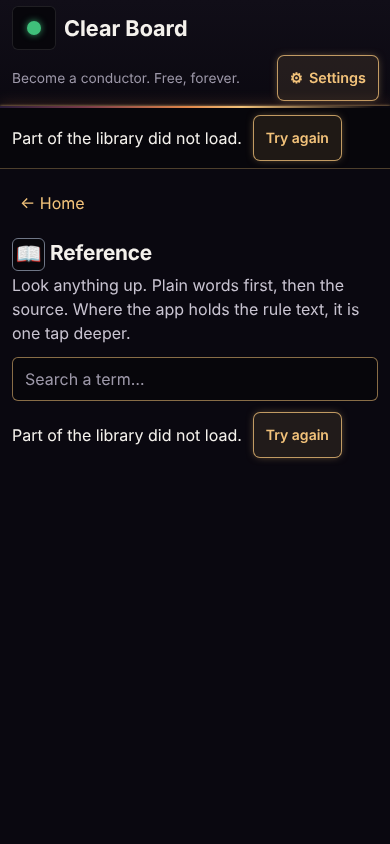 Clear Board
Become a conductor. Free, forever.
⚙ Settings
Part of the library did not load.
Try again
← Home
📖 Reference
Look anything up. Plain words first, then the
source. Where the app holds the rule text, it is
one tap deeper.
Search a term...
Part of the library did not load.
Try again